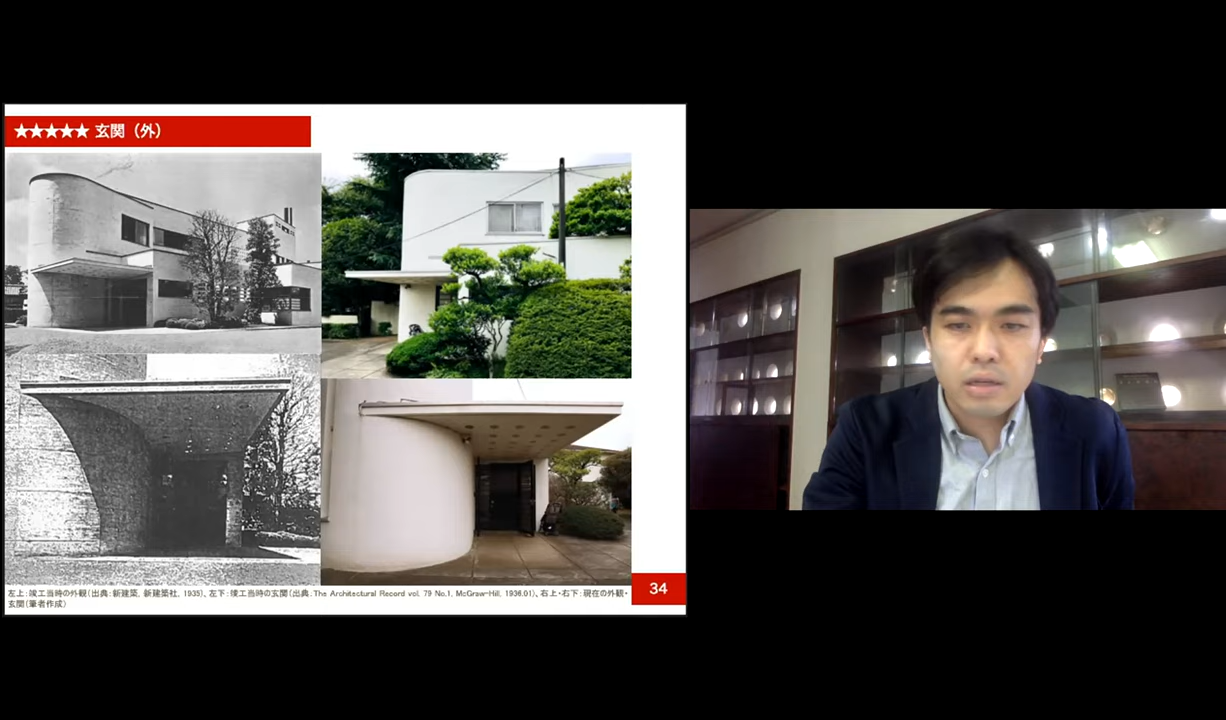 ★★★★★ 玄関（外）
左上：竣工当時の外観（出典：新建築, 新建築社, 1935）、左下：竣工当時の玄関（出典, The Architectural Record vol. 79 No.1, McGraw-Hill, 1936.01）、右上・右下：現在の外観・
玄関（筆者作成）
34